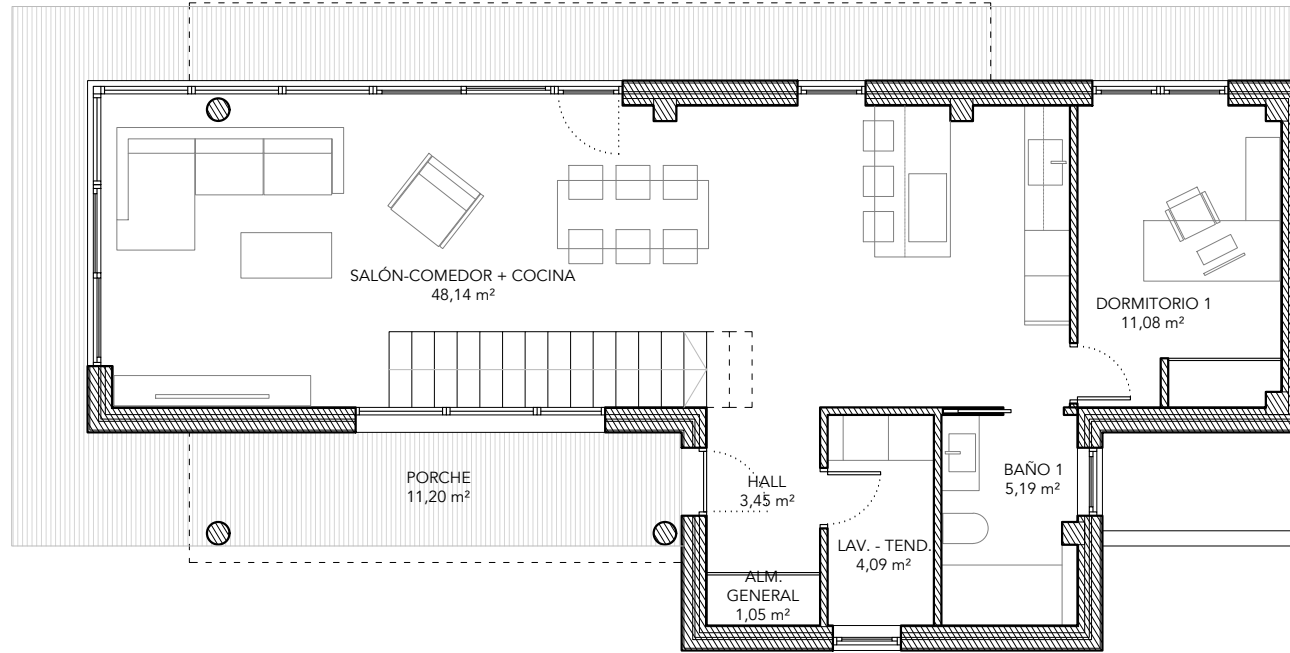 SALÓN-COMEDOR + COCINA
48,14 m²
DORMITORIO 1
11,08 m²
PORCHE
11,20 m²
HALL
3,45 m²
BAÑO 1
5,19 m²
LAV. - TEND.
4,09 m²
ALM.
GENERAL
1,05 m²